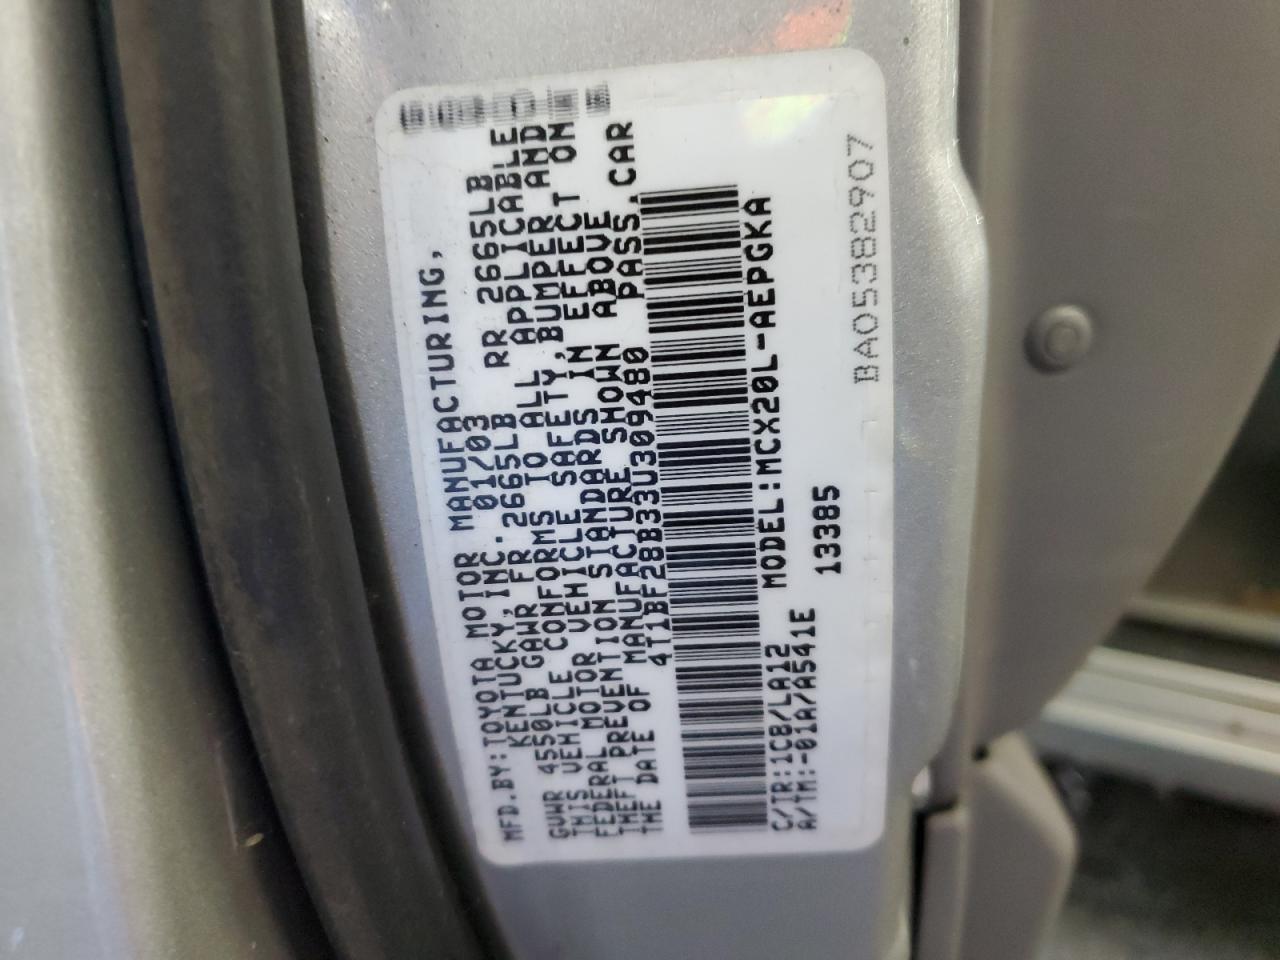 MFD.BY:TOYOTA MOTOR MANUFACTURING,
KENTUCKY,INC. 01/03
GVWR 4550LB GAWR FR 2665LB RR 2665LB
THIS VEHICLE CONFORMS TO ALL APPLICABLE
FEDERAL MOTOR VEHICLE SAFETY,BUMPER AND
THEFT PREVENTION STANDARDS IN EFFECT ON
THE DATE OF MANUFACTURE SHOWN ABOVE
4T1BF28B33U309480 PASS.CAR
MODEL:MCX20L-AEPGKA
C/TR:1C8/LA12
A/TM:-01A/A541E 13385
BA05382907